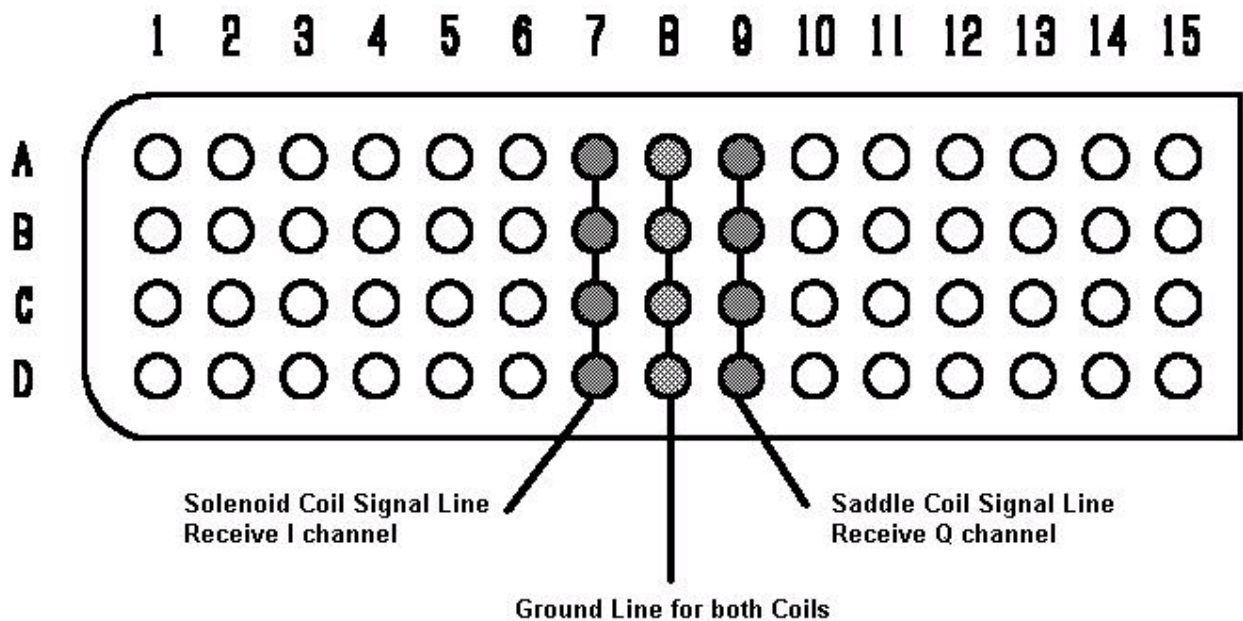 1 2 3 4 5 6 7 8 9 10 11 12 13 14 15
A
B
C
D
Solenoid Coil Signal Line
Receive I channel
Saddle Coil Signal Line
Receive Q channel
Ground Line for both Coils